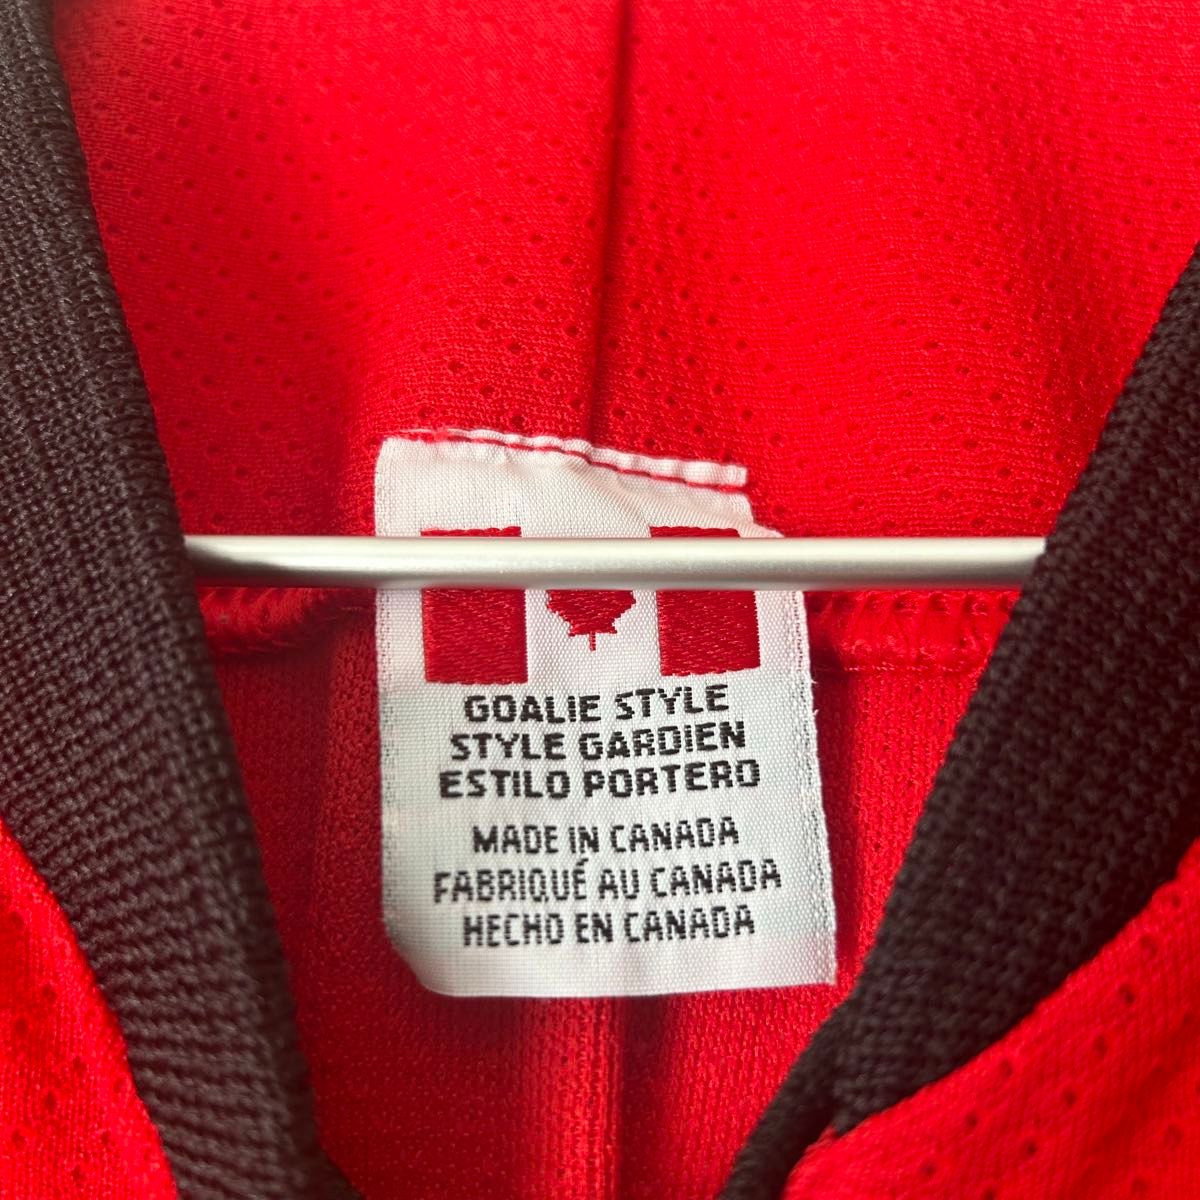 GOALIE STYLE
STYLE GARDIEN
ESTILO PORTERO
MADE IN CANADA
FABRIQUÉ AU CANADA
HECHO EN CANADA